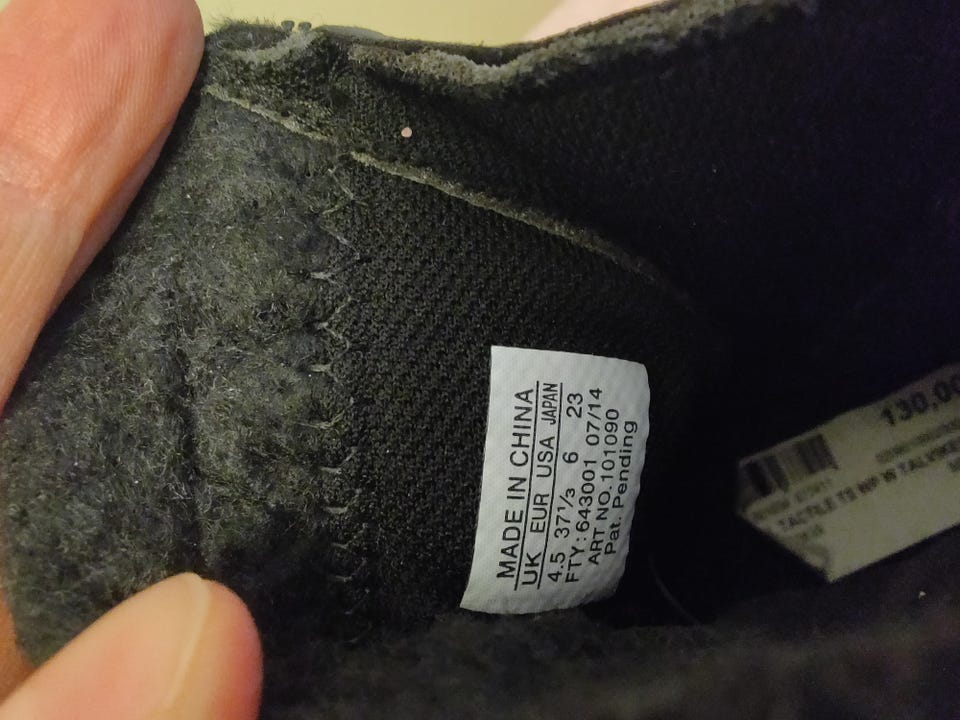 MADE IN CHINA
UK EUR USA JAPAN
4.5 37⅓ 6 23
FTY: 643001 07/14
ART NO. 101090
Pat. Pending
130,00
TACTILE TS WP W